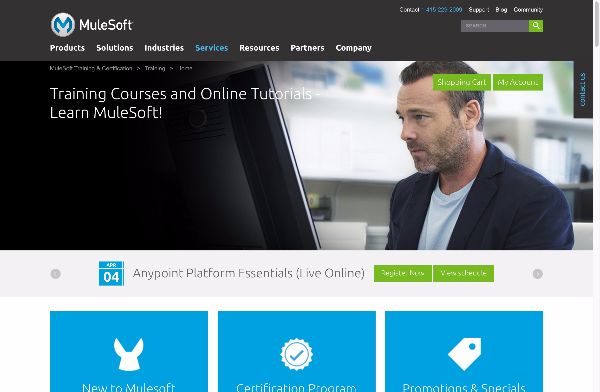 Contact 1-415-229-2009 Support Blog Community
MuleSoft
SEARCH
Products Solutions Industries Services Resources Partners Company
MuleSoft Training & Certification > Training > Home
Shopping Cart My Account
contact us
Training Courses and Online Tutorials -
Learn MuleSoft!
APR
04
Anypoint Platform Essentials (Live Online)
Register Now View schedule
New to Mulesoft Certification Program Promotions & Specials